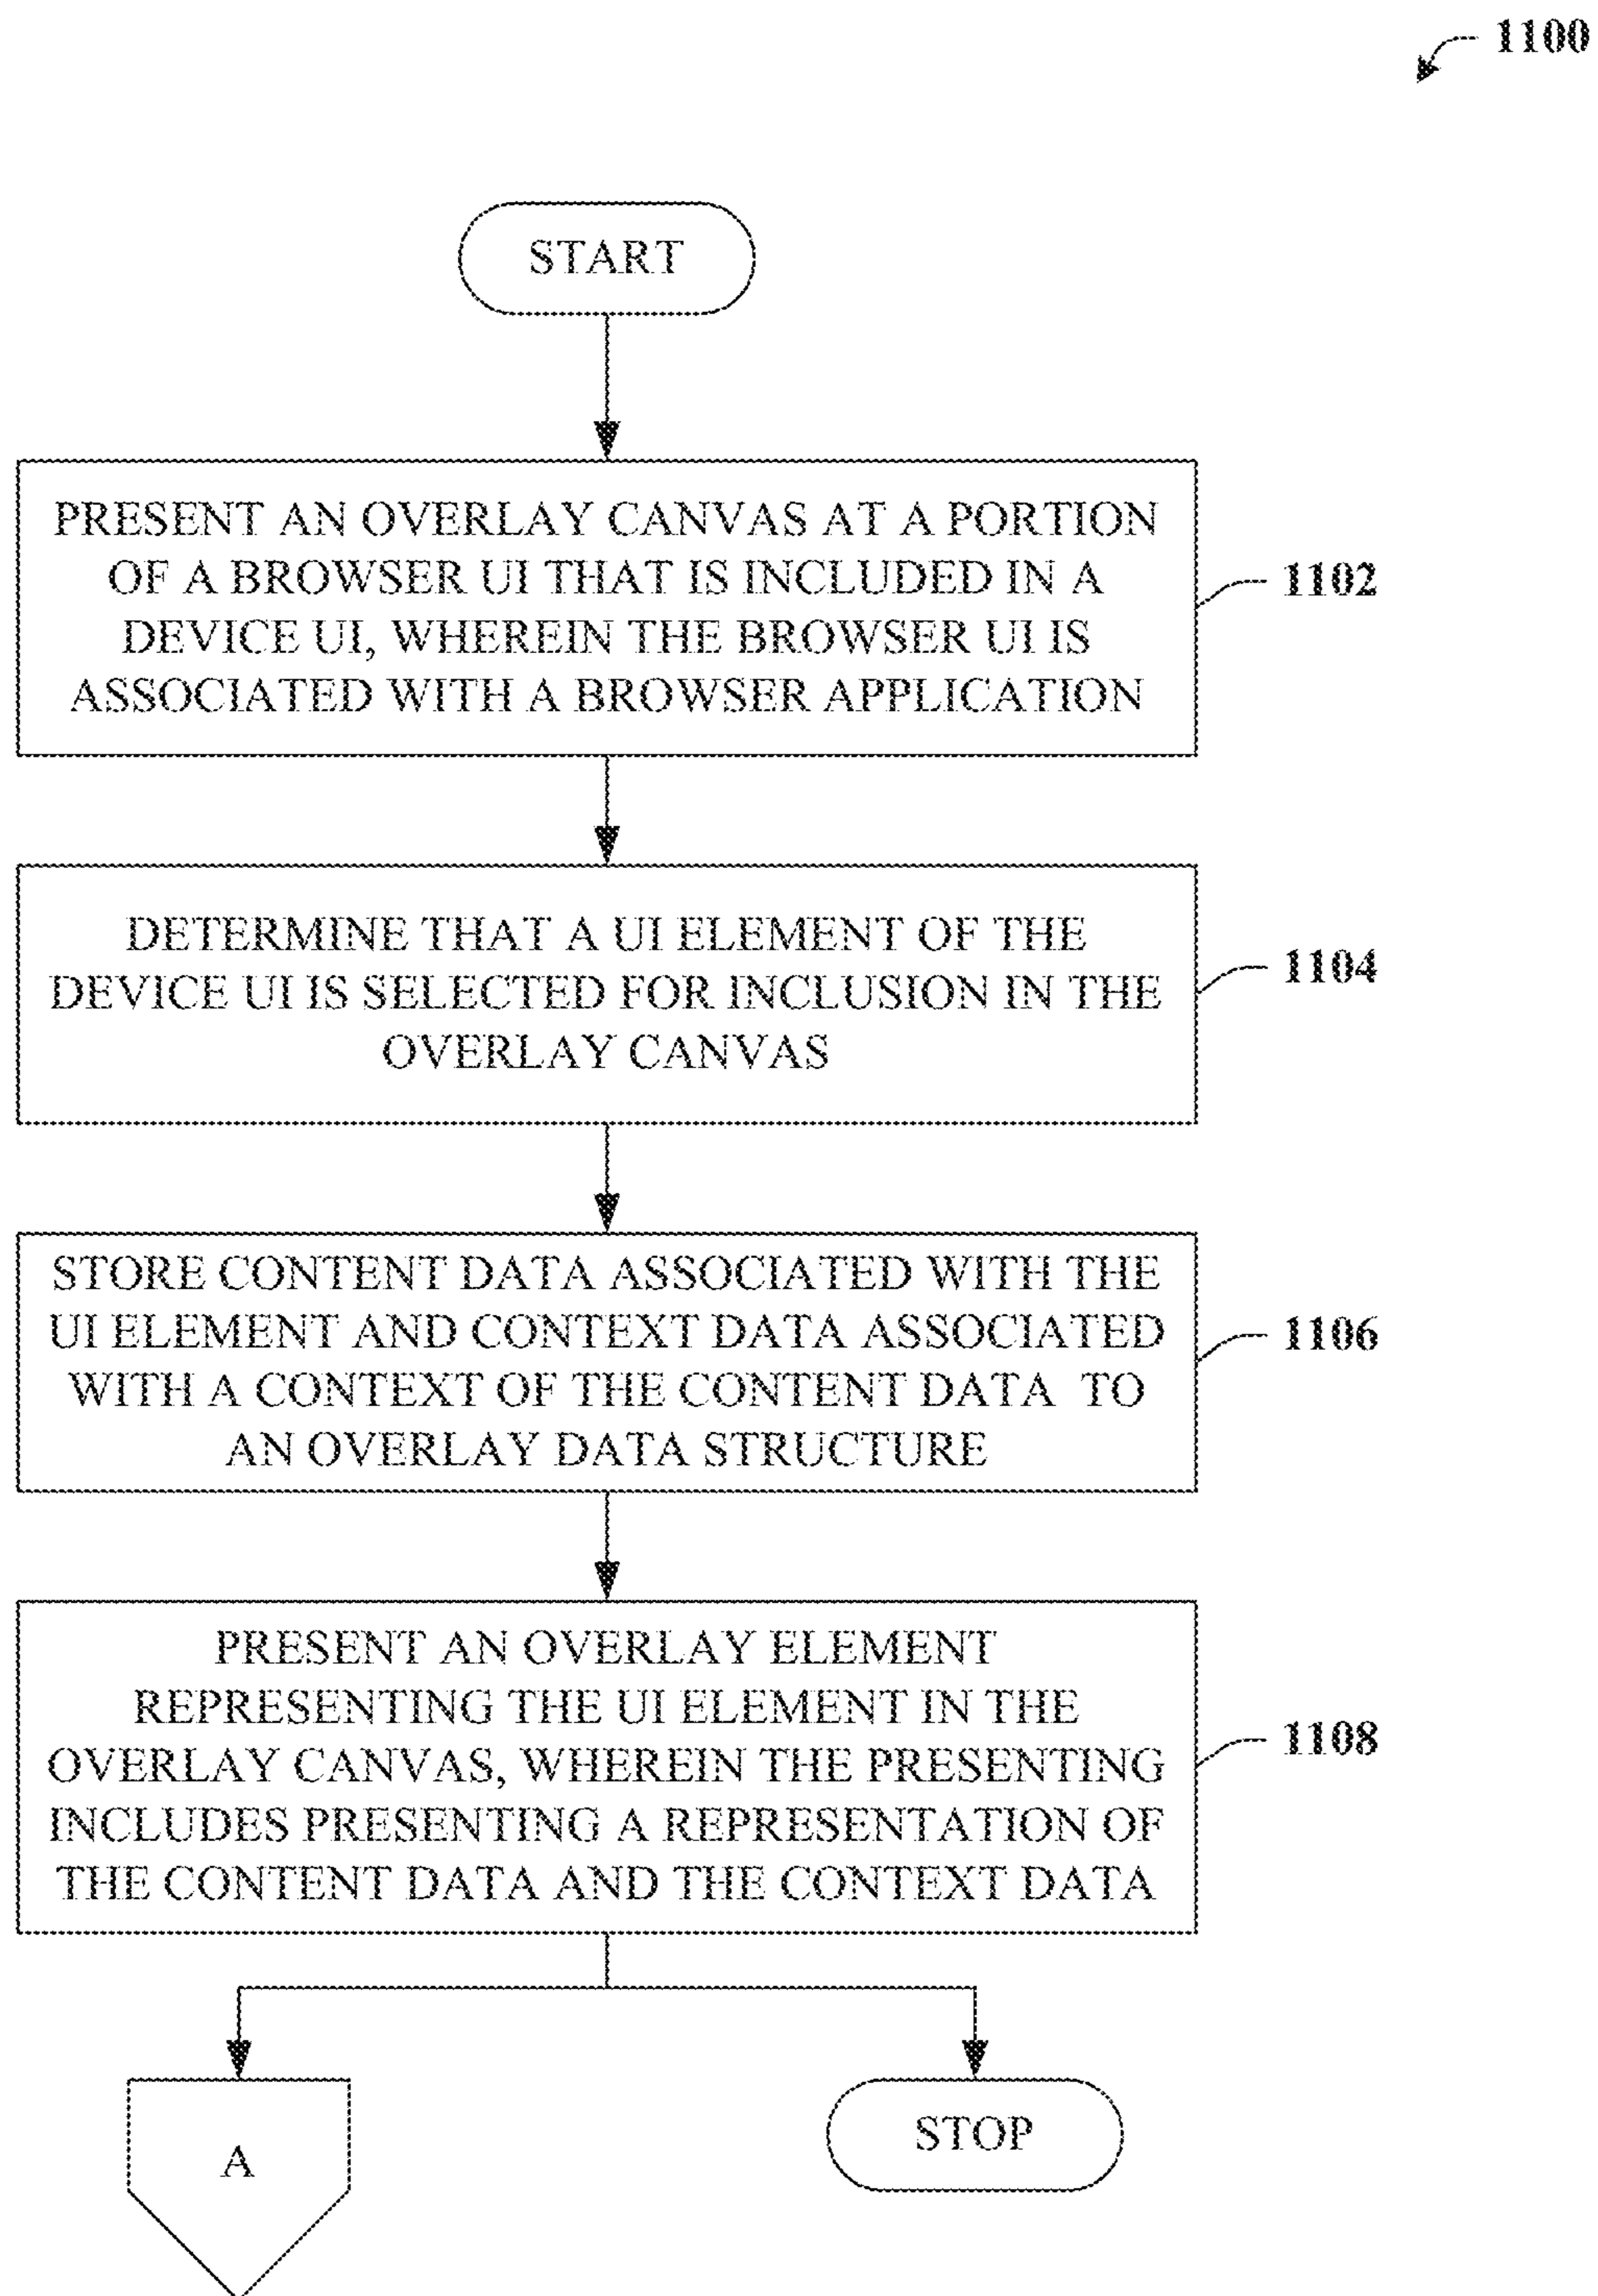 1100
START
PRESENT AN OVERLAY CANVAS AT A PORTION
OF A BROWSER UI THAT IS INCLUDED IN A
DEVICE UI, WHEREIN THE BROWSER UI IS
ASSOCIATED WITH A BROWSER APPLICATION
1102
DETERMINE THAT A UI ELEMENT OF THE
DEVICE UI IS SELECTED FOR INCLUSION IN THE
OVERLAY CANVAS
1104
STORE CONTENT DATA ASSOCIATED WITH THE
UI ELEMENT AND CONTEXT DATA ASSOCIATED
WITH A CONTEXT OF THE CONTENT DATA TO
AN OVERLAY DATA STRUCTURE
1106
PRESENT AN OVERLAY ELEMENT
REPRESENTING THE UI ELEMENT IN THE
OVERLAY CANVAS, WHEREIN THE PRESENTING
INCLUDES PRESENTING A REPRESENTATION OF
THE CONTENT DATA AND THE CONTEXT DATA
1108
A
STOP